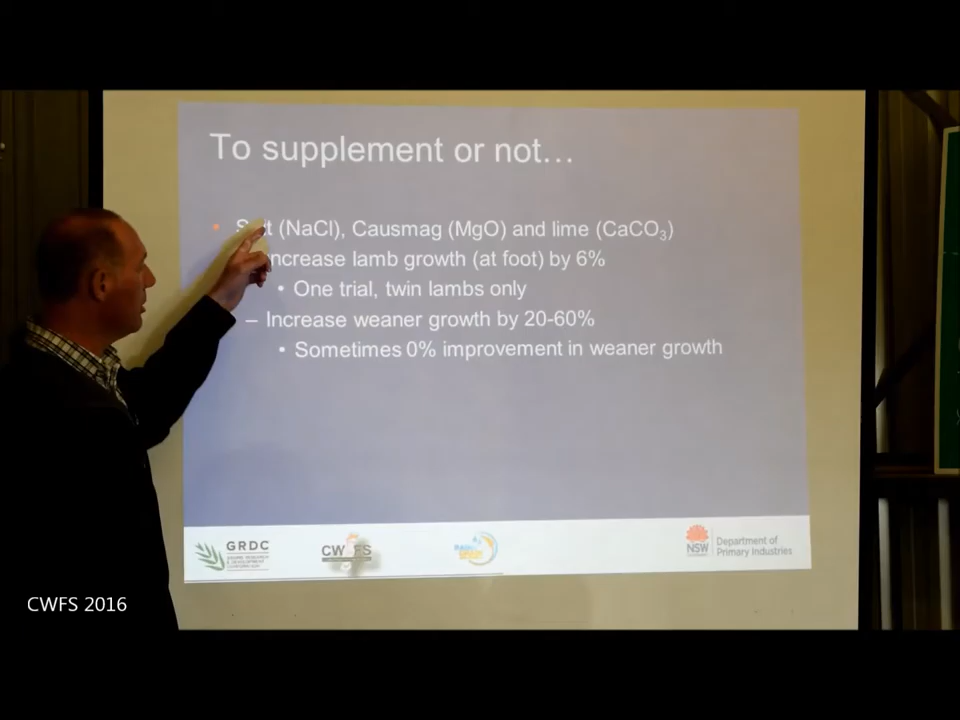 To supplement or not…
• Salt (NaCl), Causmag (MgO) and lime (CaCO₃)
Increase lamb growth (at foot) by 6%
• One trial, twin lambs only
– Increase weaner growth by 20-60%
• Sometimes 0% improvement in weaner growth
GRDC
CWFS
NSW
Department of
Primary Industries
CWFS 2016